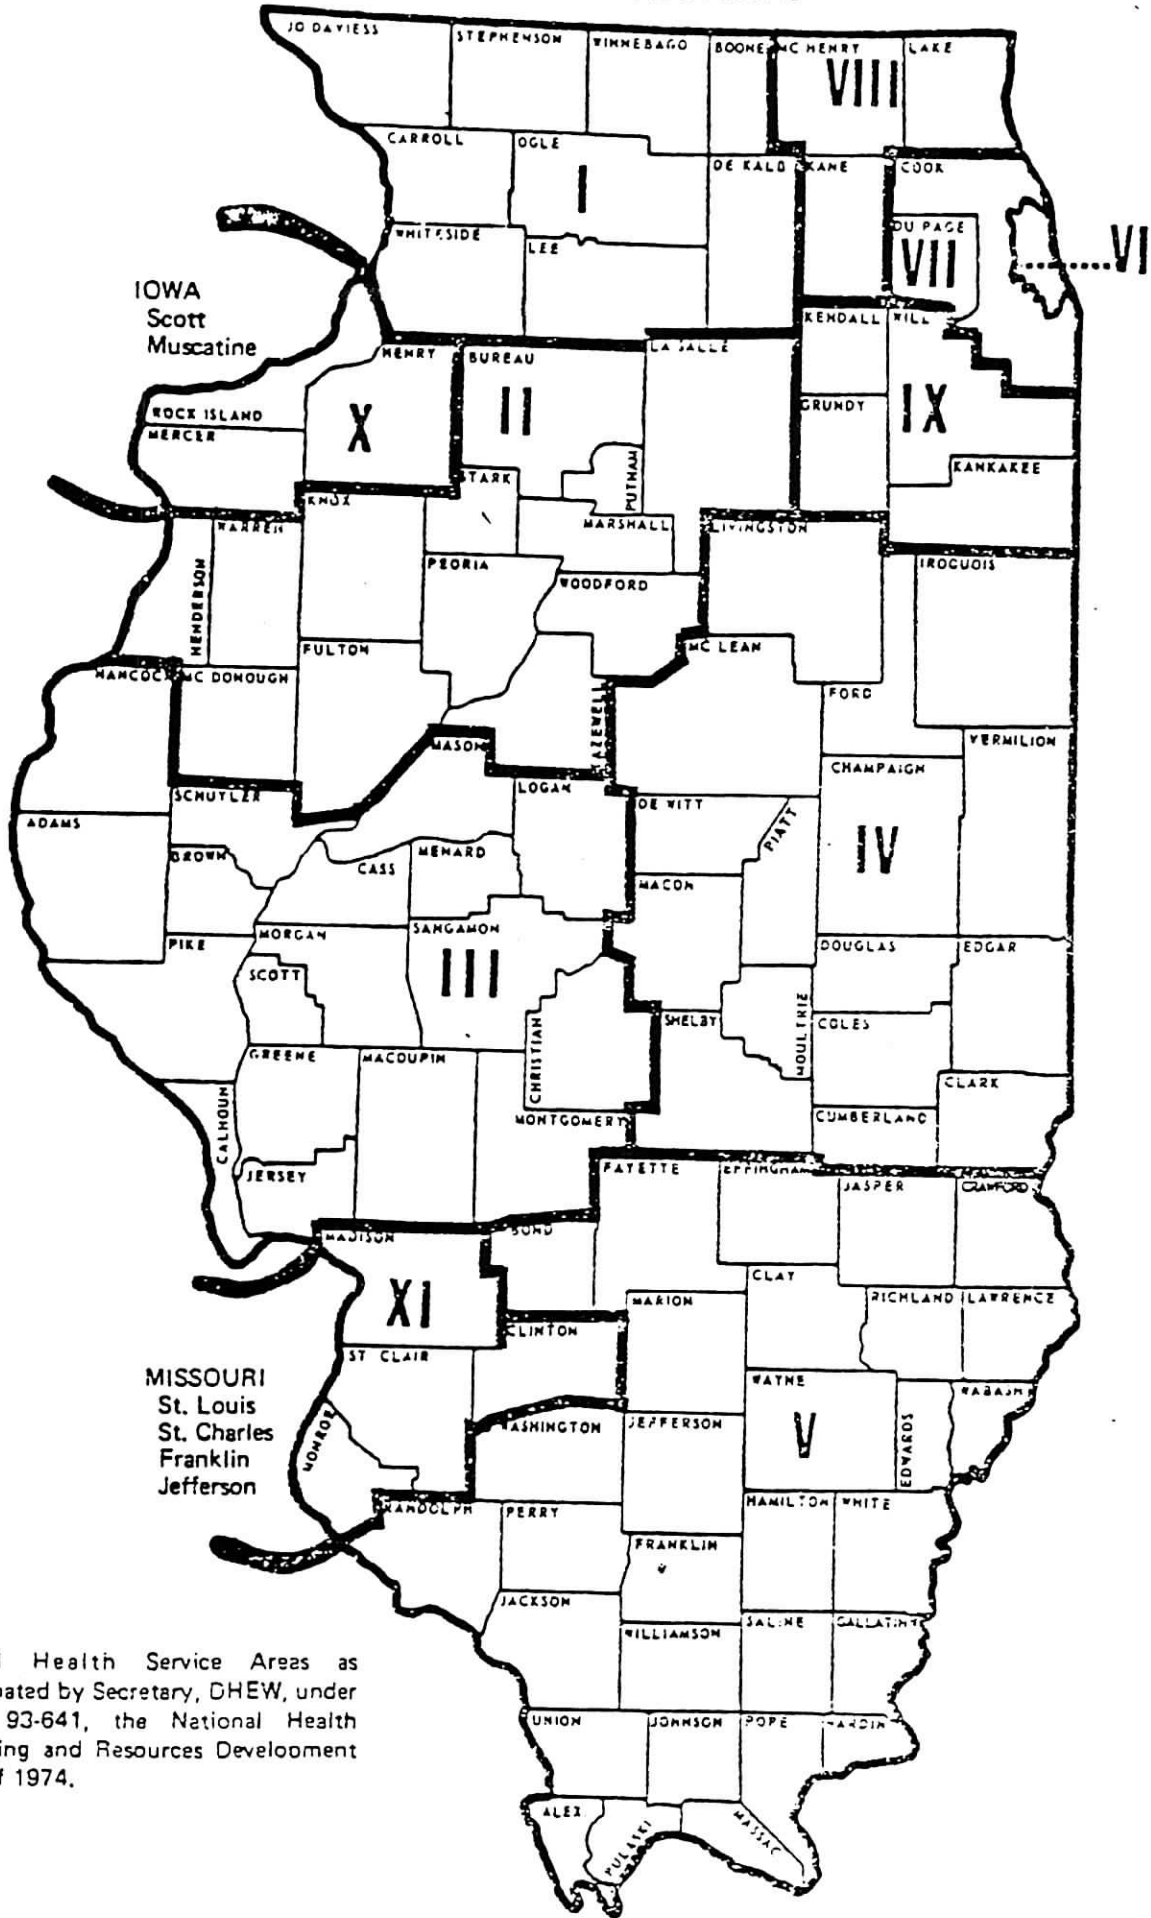 JO DAVIESS
STEPHENSON
WINNEBAGO
BOONE
MC HENRY
LAKE
VIII
CARROLL
OGLE
DE KALB
KANE
COOK
I
WHITESIDE
LEE
DU PAGE
VII
VI
IOWA
Scott
Muscatine
KENDALL
WILL
HENRY
BUREAU
LA SALLE
ROCK ISLAND
MERCER
X
II
GRUNDY
IX
STARK
PUTNAM
KANKAKEE
KNOX
WARREN
MARSHALL
LIVINGSTON
HENDERSON
PEORIA
WOODFORD
IROQUOIS
FULTON
MC LEAN
HANCOCK
MC DONOUGH
TAZEWELL
FORD
MASON
VERMILION
CHAMPAIGN
SCHUYLER
LOGAN
DE WITT
PIATT
ADAMS
BROWN
CASS
MENARD
IV
MACON
PIKE
MORGAN
SANGAMON
DOUGLAS
EDGAR
SCOTT
III
CHRISTIAN
SHELBY
MOULTRIE
COLES
GREENE
MACOUPIN
CLARK
CALHOUN
MONTGOMERY
CUMBERLAND
JERSEY
FAYETTE
EFFINGHAM
JASPER
CRAWFORD
MADISON
BOND
XI
CLAY
MARION
RICHLAND
LAWRENCE
CLINTON
ST CLAIR
MISSOURI
St. Louis
St. Charles
Franklin
Jefferson
WAYNE
WABASH
MONROE
WASHINGTON
JEFFERSON
V
EDWARDS
RANDOLPH
PERRY
HAMILTON
WHITE
FRANKLIN
JACKSON
WILLIAMSON
SALINE
GALLATIN
Health Service Areas as
ated by Secretary, DHEW, under
93-641, the National Health
ing and Resources Development
f 1974.
UNION
JOHNSON
POPE
HARDIN
ALEX.
PULASKI
MASSAC